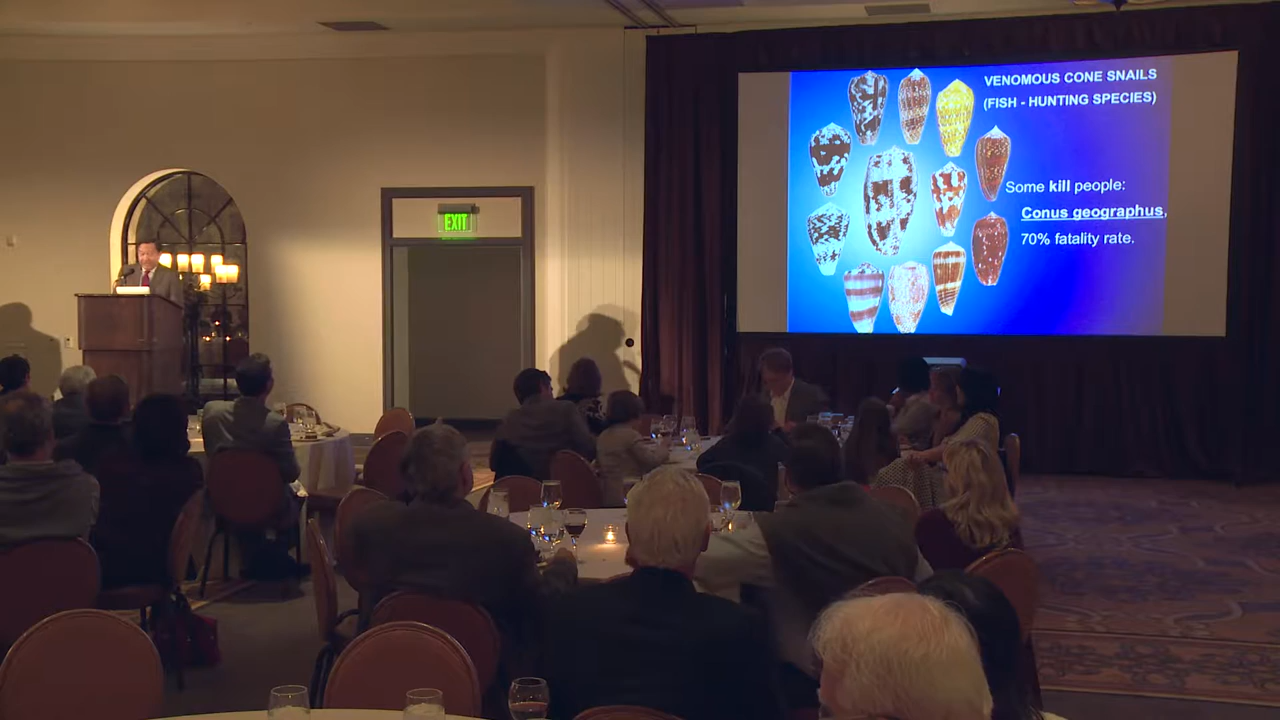 EXIT
VENOMOUS CONE SNAILS
(FISH - HUNTING SPECIES)
Some kill people:
Conus geographus,
70% fatality rate.